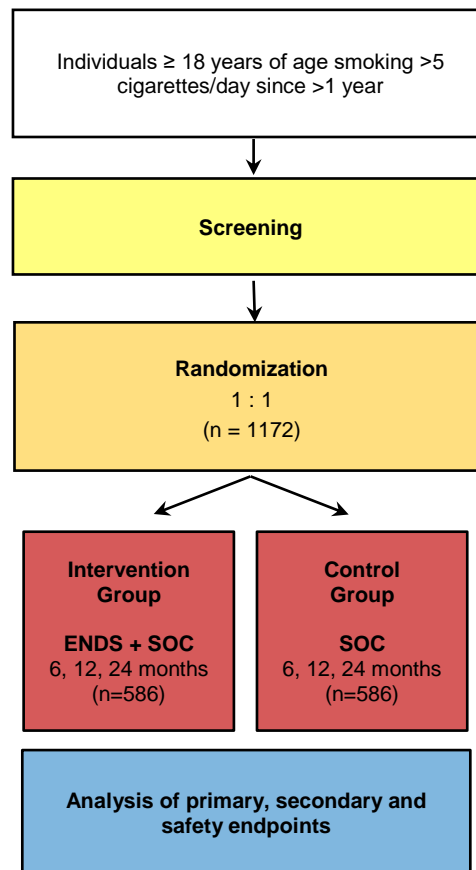 Individuals ≥ 18 years of age smoking >5
cigarettes/day since >1 year
Screening
Randomization
1 : 1
(n = 1172)
Intervention
Group
ENDS + SOC
6, 12, 24 months
(n=586)
Control
Group
SOC
6, 12, 24 months
(n=586)
Analysis of primary, secondary and
safety endpoints